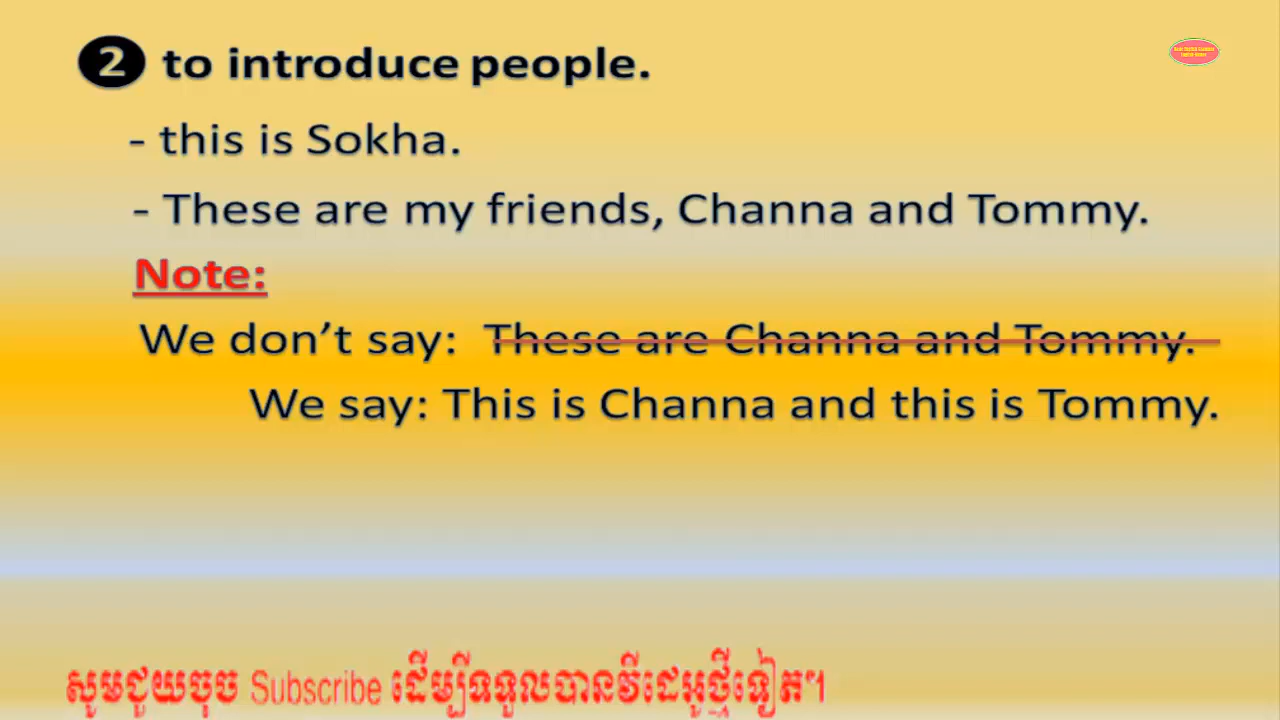 2 to introduce people.
- this is Sokha.
- These are my friends, Channa and Tommy.
Note:
We don’t say: These are Channa and Tommy.
We say: This is Channa and this is Tommy.
សូមជួយចុច Subscribe ដើម្បីទទួលបានវីដេអូថ្មីទៀត។